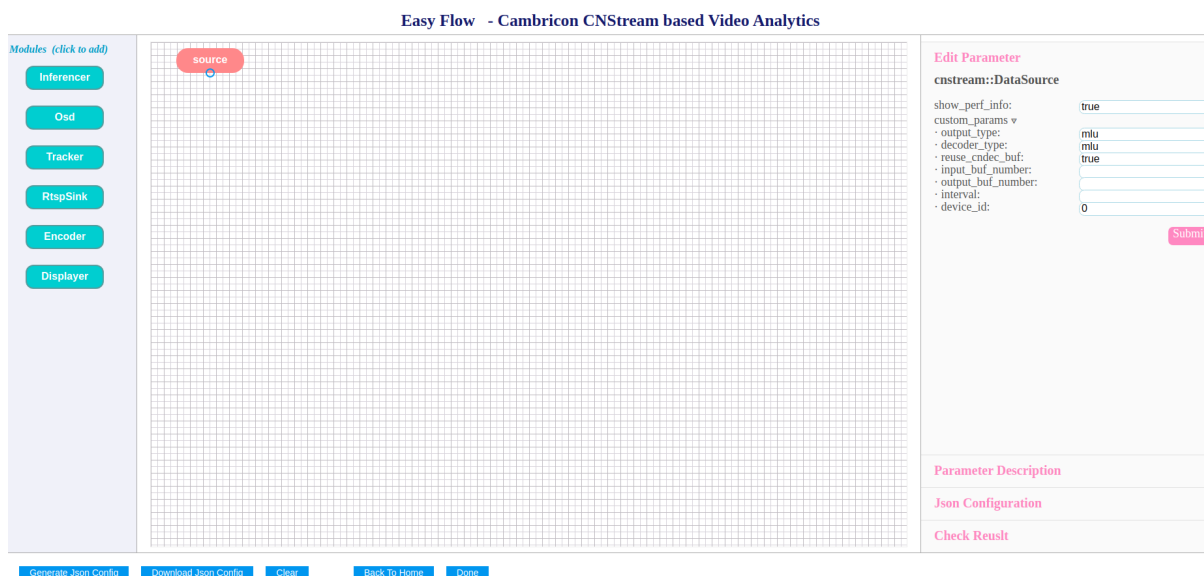 Easy Flow - Cambricon CNStream based Video Analytics
Modules (click to add)
Inferencer
Osd
Tracker
RtspSink
Encoder
Displayer
source
Edit Parameter
cnstream::DataSource
show_perf_info: true
custom_params ▿
· output_type: mlu
· decoder_type: mlu
· reuse_cndec_buf: true
· input_buf_number:
· output_buf_number:
· interval:
· device_id: 0
Submi
Parameter Description
Json Configuration
Check Reuslt
Generate Json Config Download Json Config Clear Back To Home Done